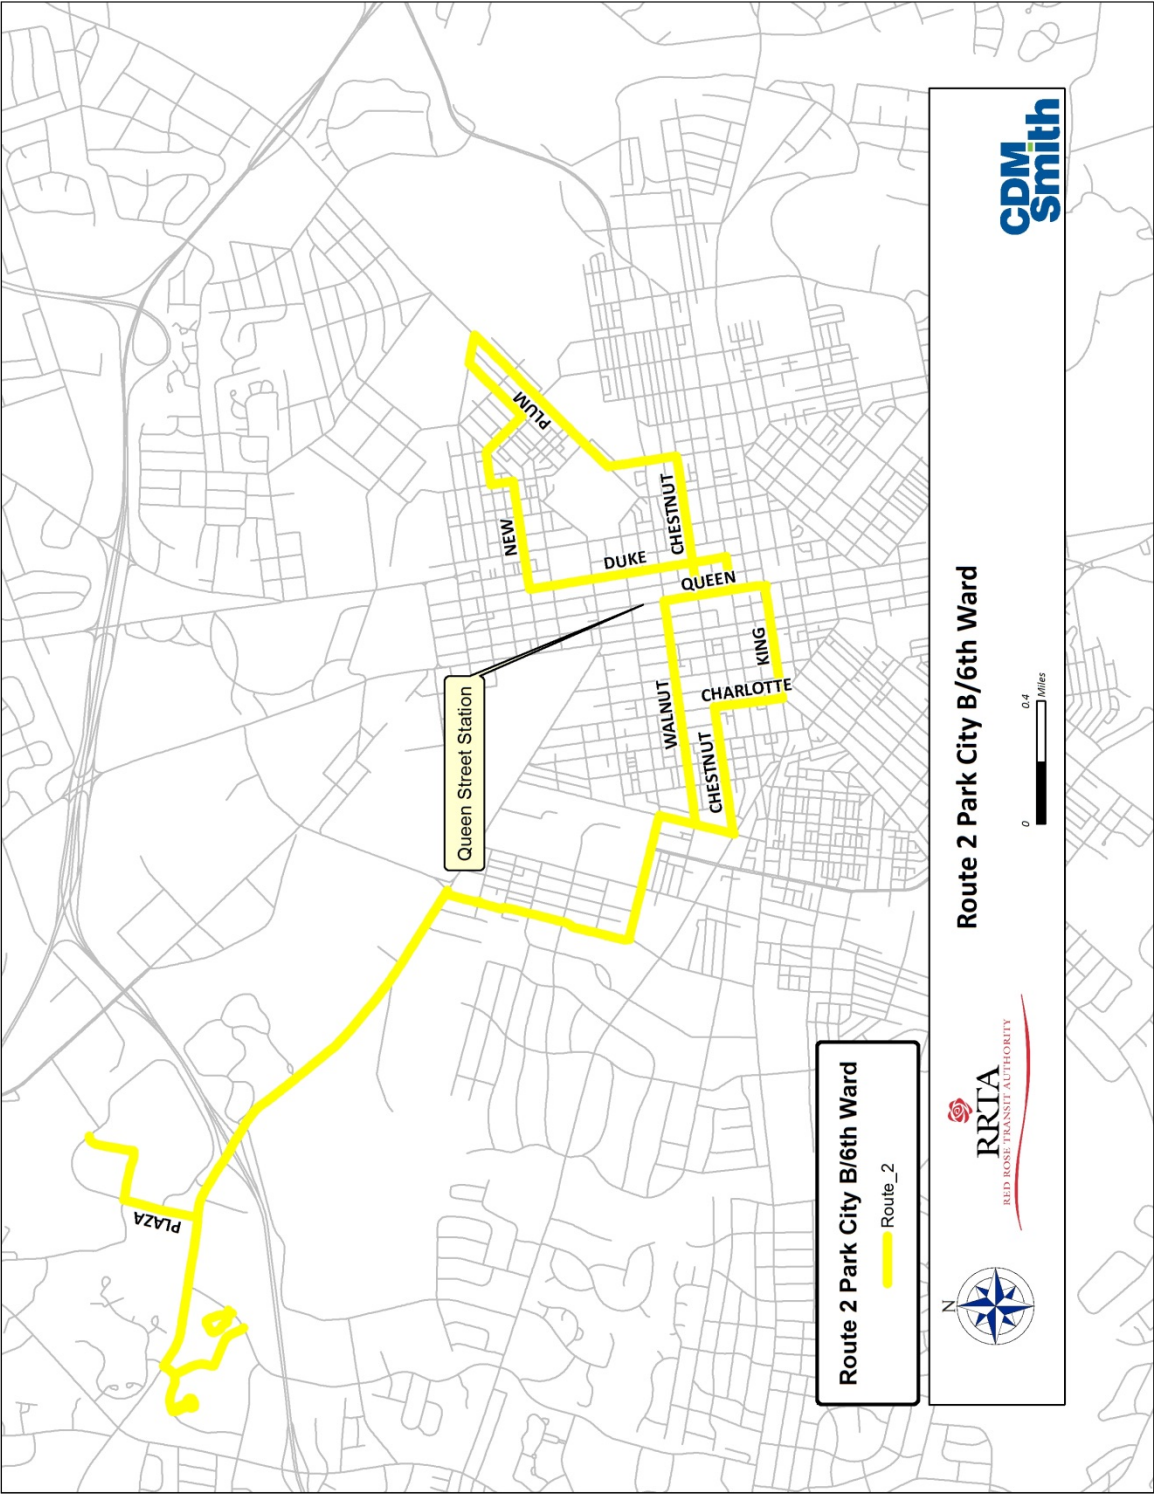 PLAZA
Queen Street Station
NEW
PLUM
DUKE
CHESTNUT
QUEEN
WALNUT
KING
CHARLOTTE
CHESTNUT
Route 2 Park City B/6th Ward
Route_2
N
RRTA
RED ROSE TRANSIT AUTHORITY
Route 2 Park City B/6th Ward
0 0.4
Miles
CDM
Smith